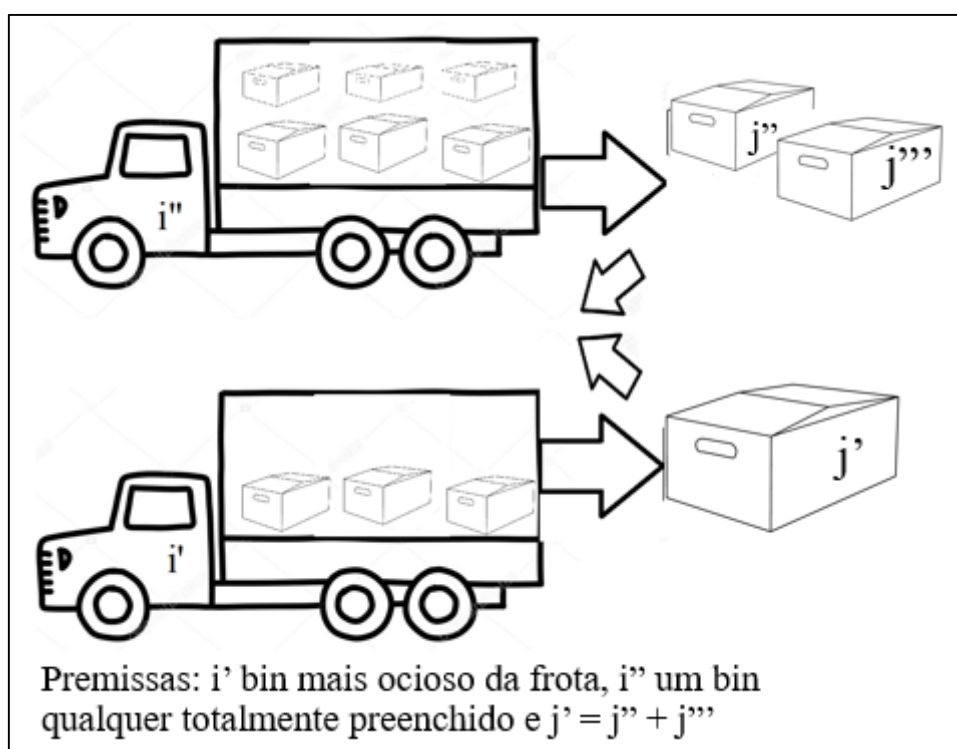 j”
j”’
i"
j’
i'
Premissas: i’ bin mais ocioso da frota, i” um bin
qualquer totalmente preenchido e j’ = j” + j”’